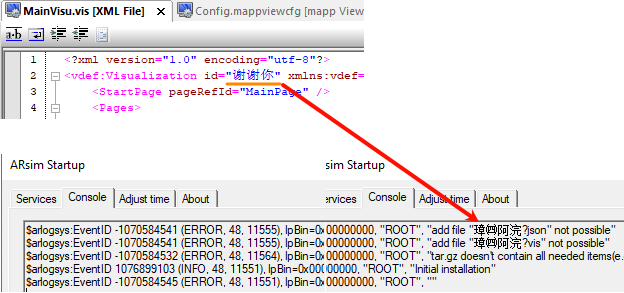 MainVisu.vis [XML File]
Config.mappviewcfg [mapp View
1 <?xml version="1.0" encoding="utf-8"?>
2 <vdef:Visualization id="谢谢你" xmlns:vdef=
3 <StartPage pageRefId="MainPage" />
4 <Pages>
ARsim Startup
sim Startup
Services Console Adjust time About
rvices Console Adjust time About
$arlogsys:EventID -1070584541 (ERROR, 48, 11555), lpBin=0x00000000, "ROOT", "add file "璋㈣阿浣?json" not possible"
$arlogsys:EventID -1070584541 (ERROR, 48, 11555), lpBin=0x00000000, "ROOT", "add file "璋㈣阿浣?vis" not possible"
$arlogsys:EventID -1070584532 (ERROR, 48, 11564), lpBin=0x00000000, "ROOT", "tar.gz doesn't contain all needed items(e.
$arlogsys:EventID 1076899103 (INFO, 48, 11551), lpBin=0x00000000, "ROOT", "Initial installation"
$arlogsys:EventID -1070584545 (ERROR, 48, 11551), lpBin=0x00000000, "ROOT", ""